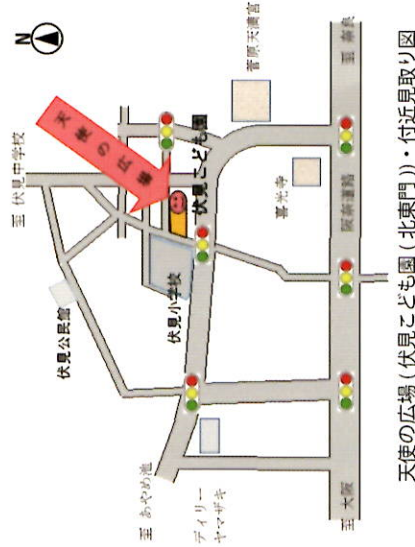 N
至 伏見中学校
天使の広場
伏見公民館
伏見こども園
菅原天満宮
伏見小学校
至 あやめ池
デイリー
ヤマザキ
喜光寺
阪奈道路
至 大阪
至 奈良
天使の広場(伏見こども園(北東門))・付近見取り図